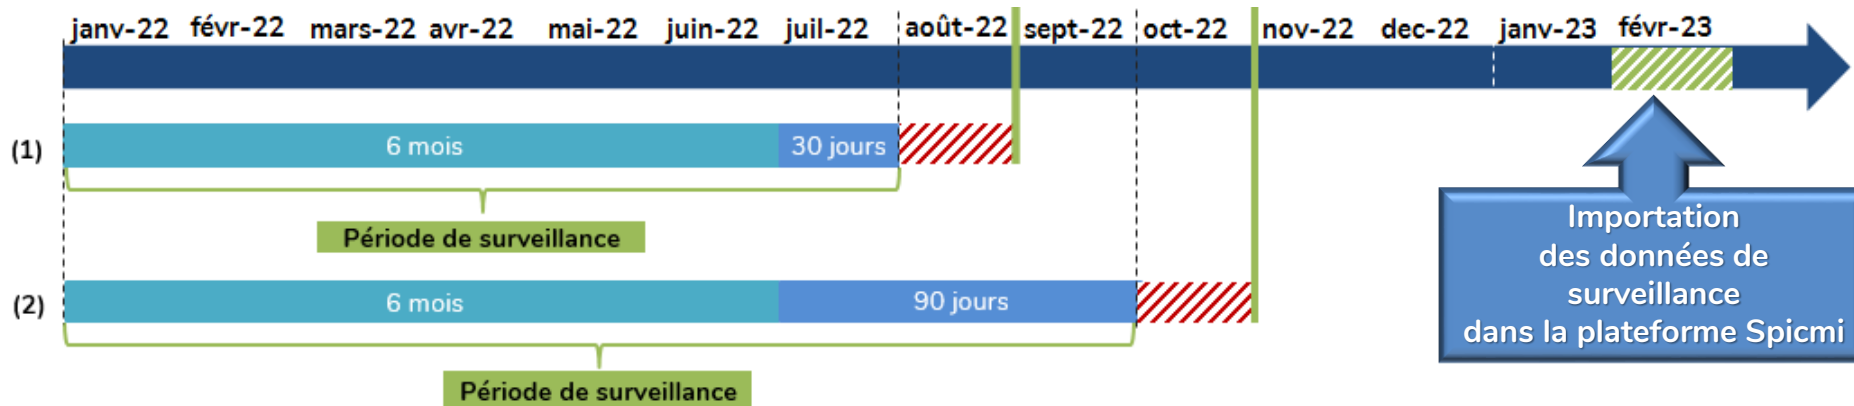 janv-22 févr-22 mars-22 avr-22 mai-22 juin-22 juil-22 août-22 sept-22 oct-22 nov-22 dec-22 janv-23 févr-23
(1) 6 mois 30 jours
Période de surveillance
(2) 6 mois 90 jours
Période de surveillance
Importation
des données de
surveillance
dans la plateforme Spicmi